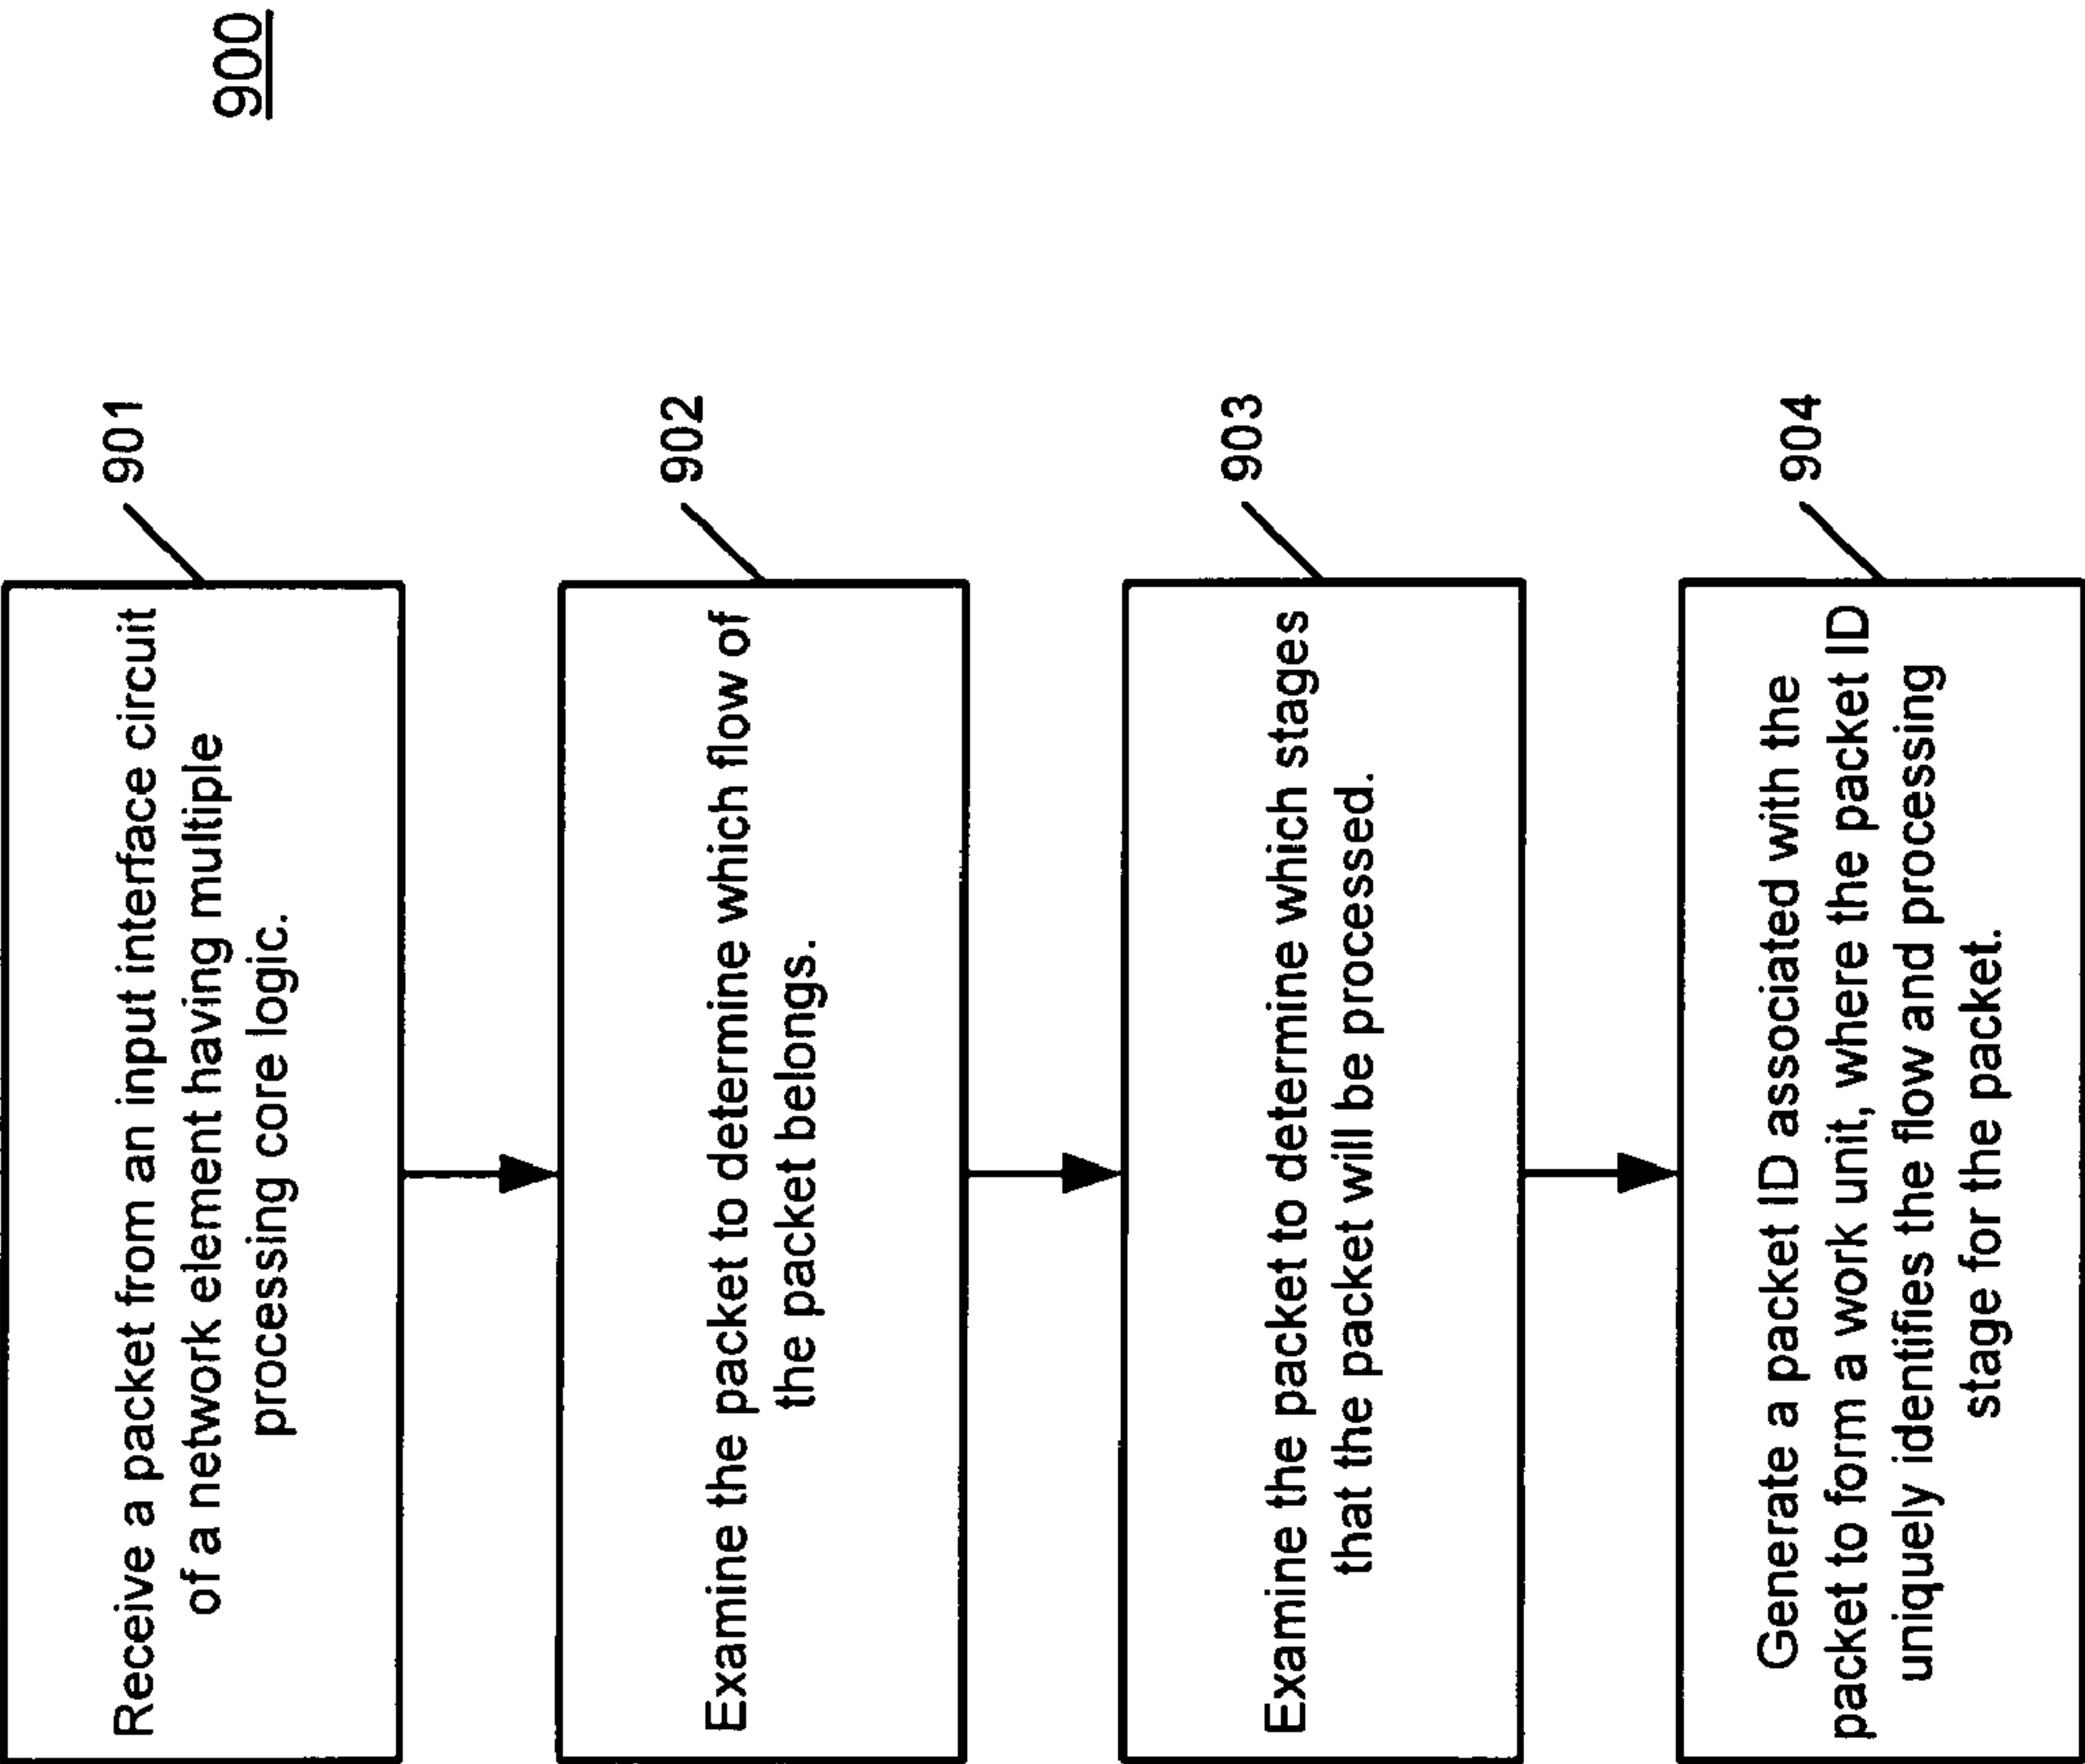 900
901
Receive a packet from an input interface circuit
of a network element having multiple
processing core logic.
902
Examine the packet to determine which flow of
the packet belongs.
903
Examine the packet to determine which stages
that the packet will be processed.
904
Generate a packet ID associated with the
packet to form a work unit, where the packet ID
uniquely identifies the flow and processing
stage for the packet.